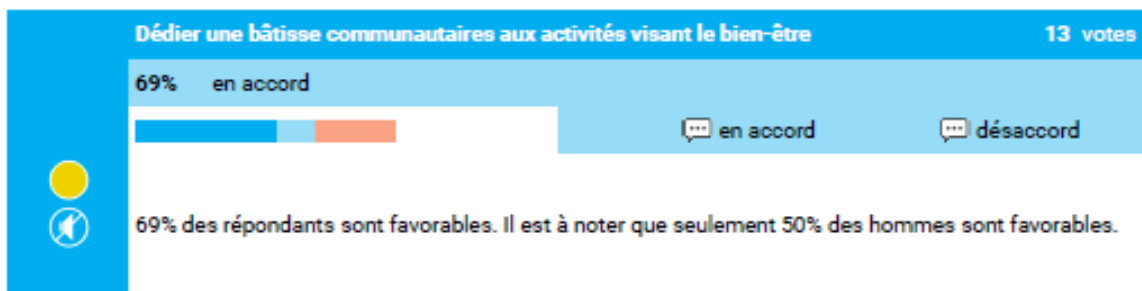 Dédier une bâtisse communautaires aux activités visant le bien-être 13 votes
69% en accord
en accord désaccord
69% des répondants sont favorables. Il est à noter que seulement 50% des hommes sont favorables.